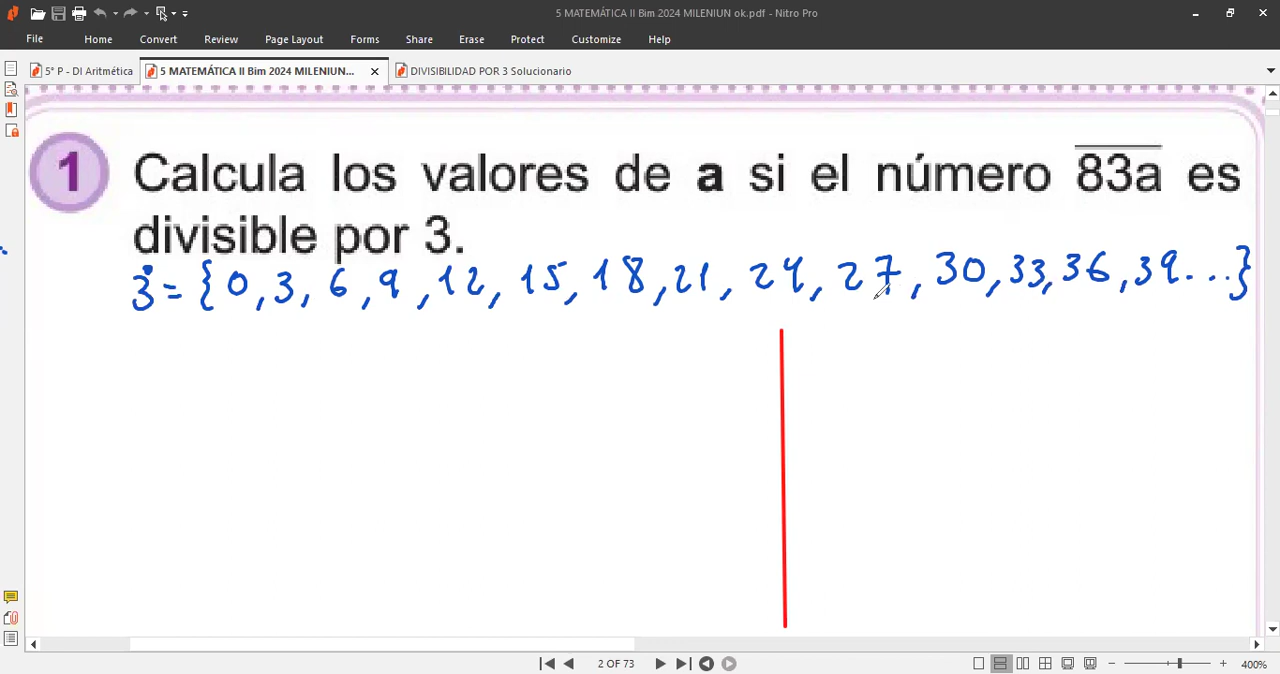 5 MATEMÁTICA II Bim 2024 MILENIUN ok.pdf - Nitro Pro
File Home Convert Review Page Layout Forms Share Erase Protect Customize Help
5° P - DI Aritmética 5 MATEMÁTICA II Bim 2024 MILENIUN... DIVISIBILIDAD POR 3 Solucionario
1 Calcula los valores de a si el número 83a es
divisible por 3.
3̇ = {0, 3, 6, 9, 12, 15, 18, 21, 24, 27, 30, 33, 36, 39...}
2 OF 73 400%